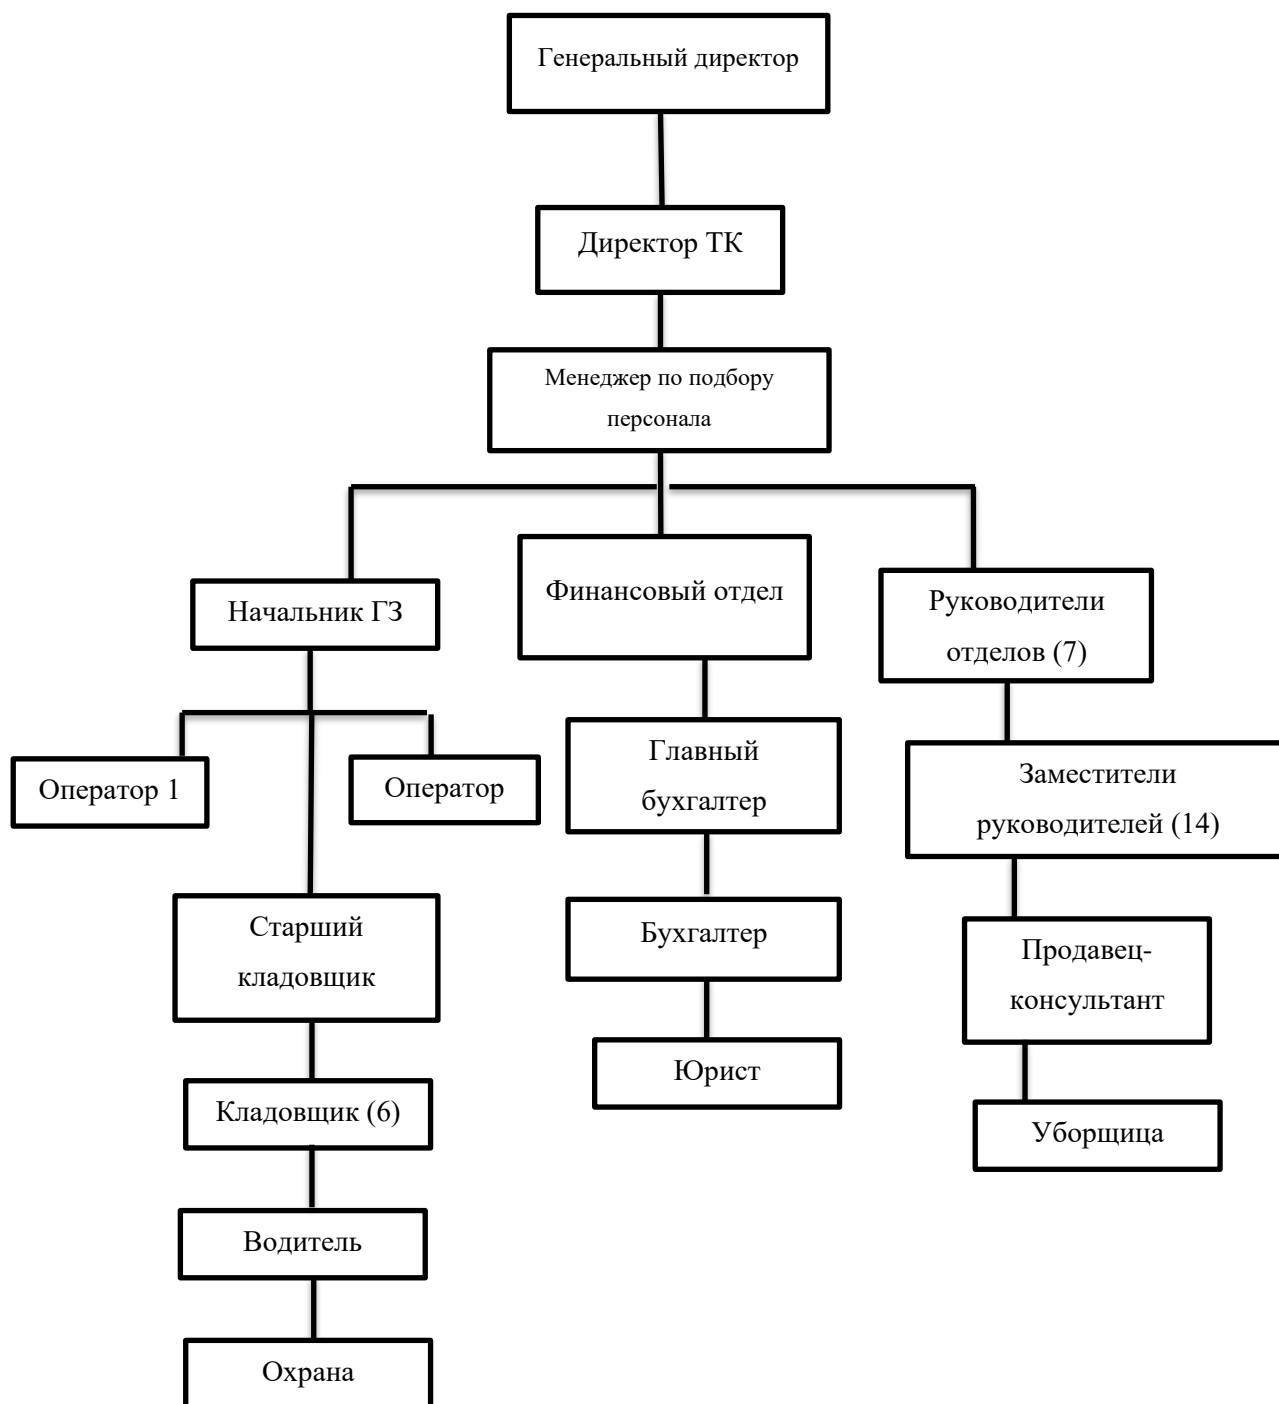 Генеральный директор
Директор ТК
Менеджер по подбору
персонала
Начальник ГЗ
Финансовый отдел
Руководители
отделов (7)
Оператор 1
Оператор
Главный
бухгалтер
Заместители
руководителей (14)
Старший
кладовщик
Бухгалтер
Продавец-
консультант
Юрист
Кладовщик (6)
Уборщица
Водитель
Охрана